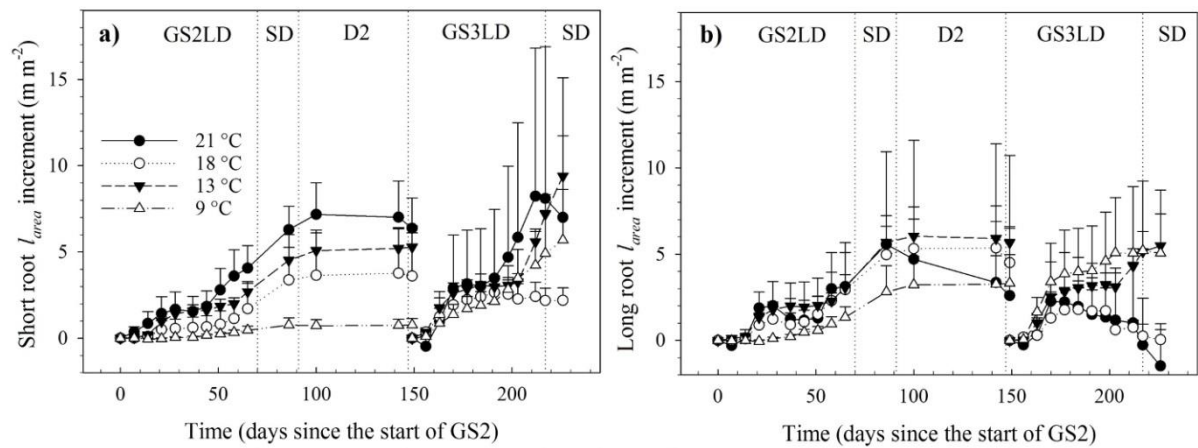 a) GS2LD SD D2 GS3LD SD
Short root l_area increment (m m⁻²)
15
10
5
0
21 °C
18 °C
13 °C
9 °C
0 50 100 150 200
Time (days since the start of GS2)
b) GS2LD SD D2 GS3LD SD
Long root l_area increment (m m⁻²)
15
10
5
0
0 50 100 150 200
Time (days since the start of GS2)